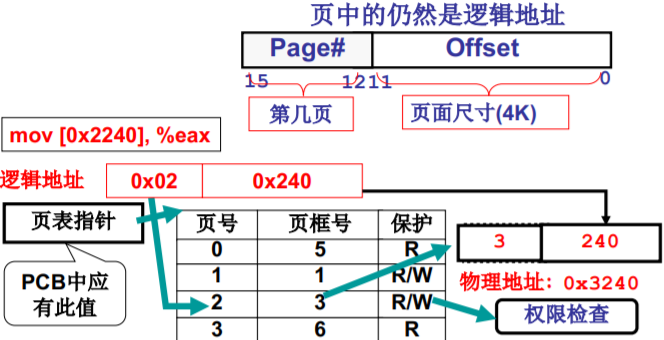 页中的仍然是逻辑地址
Page# Offset
15 12 11 0
第几页 页面尺寸(4K)
mov [0x2240], %eax
逻辑地址 0x02 0x240
页表指针
PCB中应
有此值
页号 页框号 保护
0 5 R
1 1 R/W
2 3 R/W
3 6 R
3 240
物理地址: 0x3240
权限检查